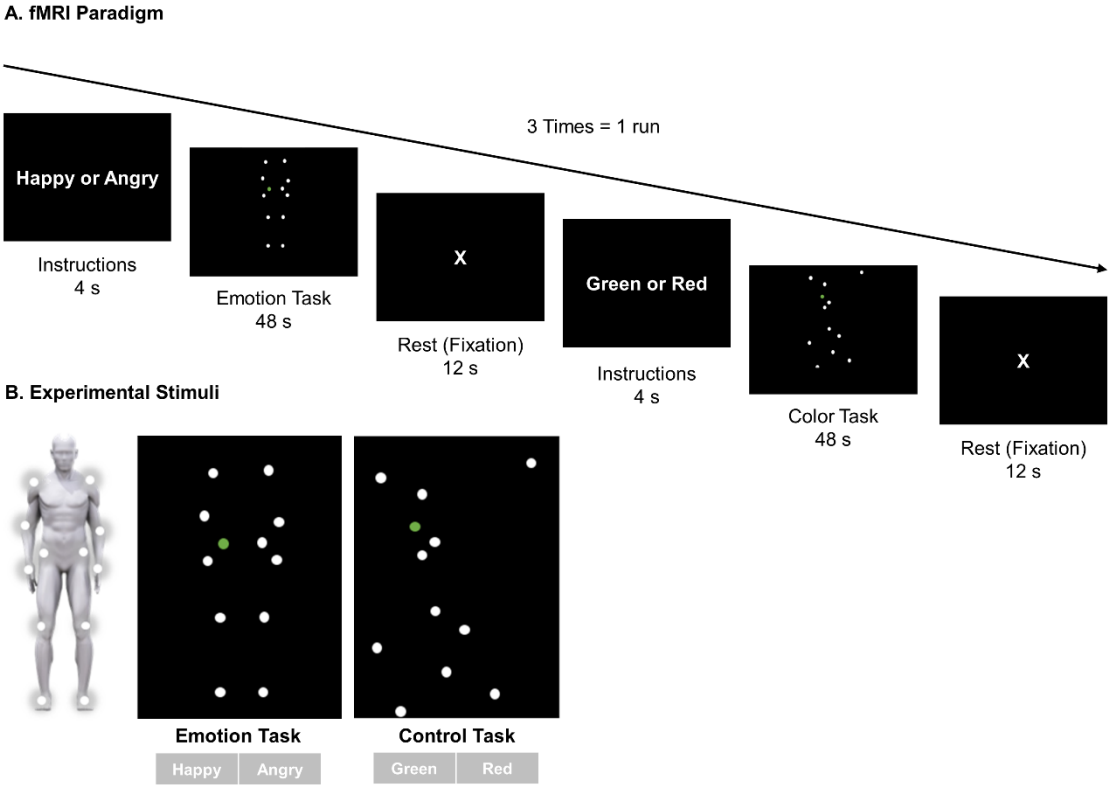 A. fMRI Paradigm
3 Times = 1 run
Happy or Angry
Instructions
4 s
Emotion Task
48 s
X
Rest (Fixation)
12 s
Green or Red
Instructions
4 s
Color Task
48 s
X
Rest (Fixation)
12 s
B. Experimental Stimuli
Emotion Task
Happy
Angry
Control Task
Green
Red